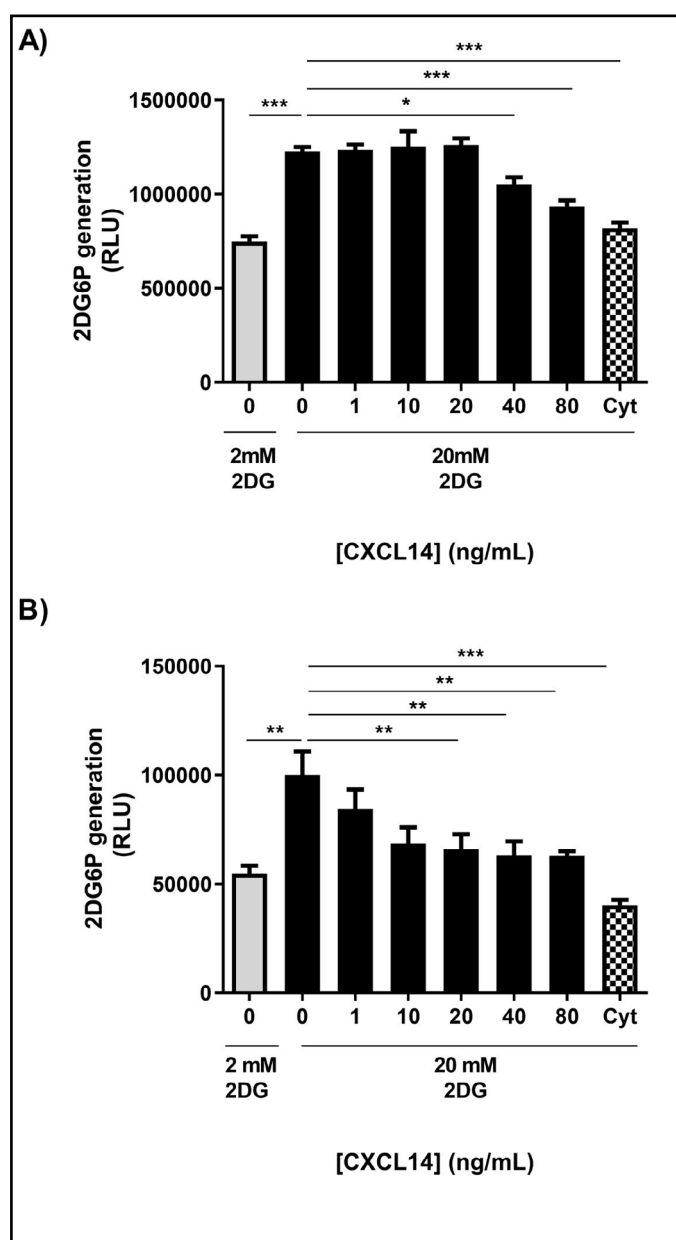 A)
***
***
***
*
1500000
1000000
500000
0
2DG6P generation
(RLU)
0 0 1 10 20 40 80 Cyt
2mM 20mM
2DG 2DG
[CXCL14] (ng/mL)
B)
***
**
**
** **
150000
100000
50000
0
2DG6P generation
(RLU)
0 0 1 10 20 40 80 Cyt
2 mM 20 mM
2DG 2DG
[CXCL14] (ng/mL)